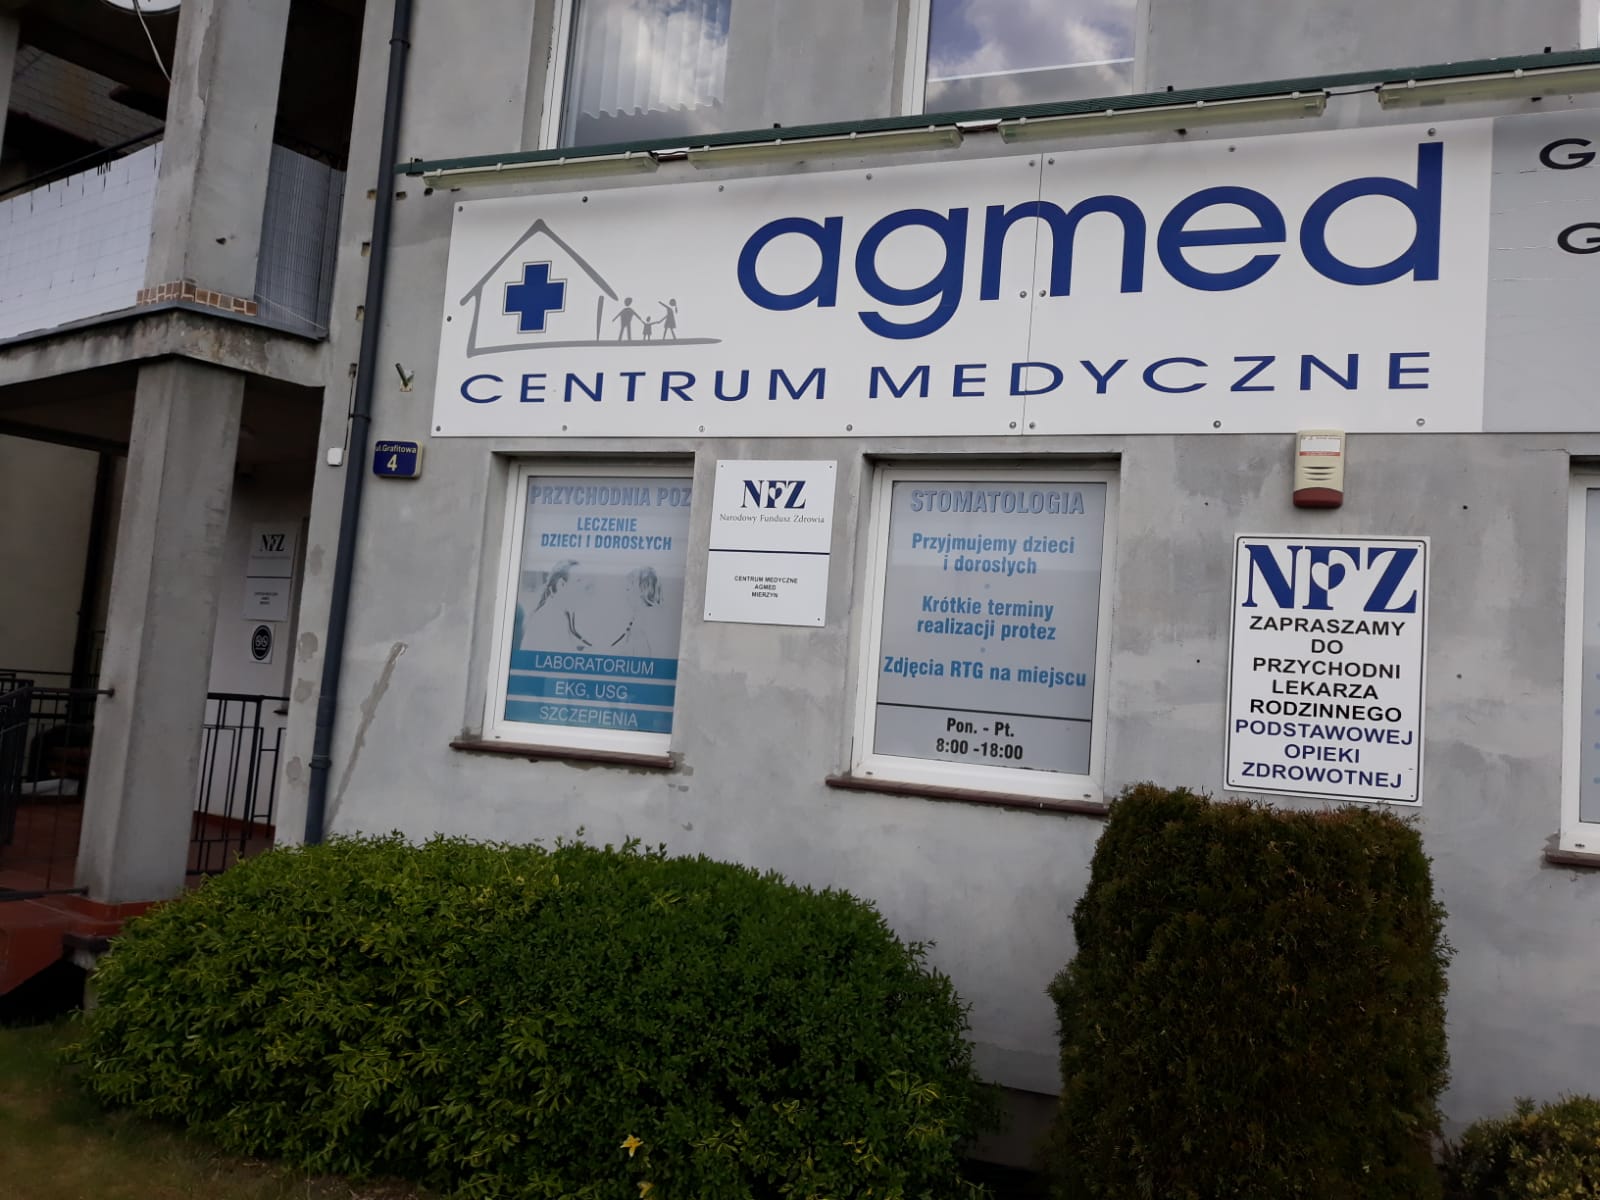 agmed
CENTRUM MEDYCZNE
G
G
ul.Grafitowa
4
PRZYCHODNIA POZ
LECZENIE
DZIECI I DOROSŁYCH
LABORATORIUM
EKG, USG
SZCZEPIENIA
NFZ
Narodowy Fundusz Zdrowia
CENTRUM MEDYCZNE
AGMED
MIERZYN
STOMATOLOGIA
Przyjmujemy dzieci
i dorosłych
Krótkie terminy
realizacji protez
Zdjęcia RTG na miejscu
Pon. - Pt.
8:00 -18:00
NFZ
ZAPRASZAMY
DO
PRZYCHODNI
LEKARZA
RODZINNEGO
PODSTAWOWEJ
OPIEKI
ZDROWOTNEJ
NFZ